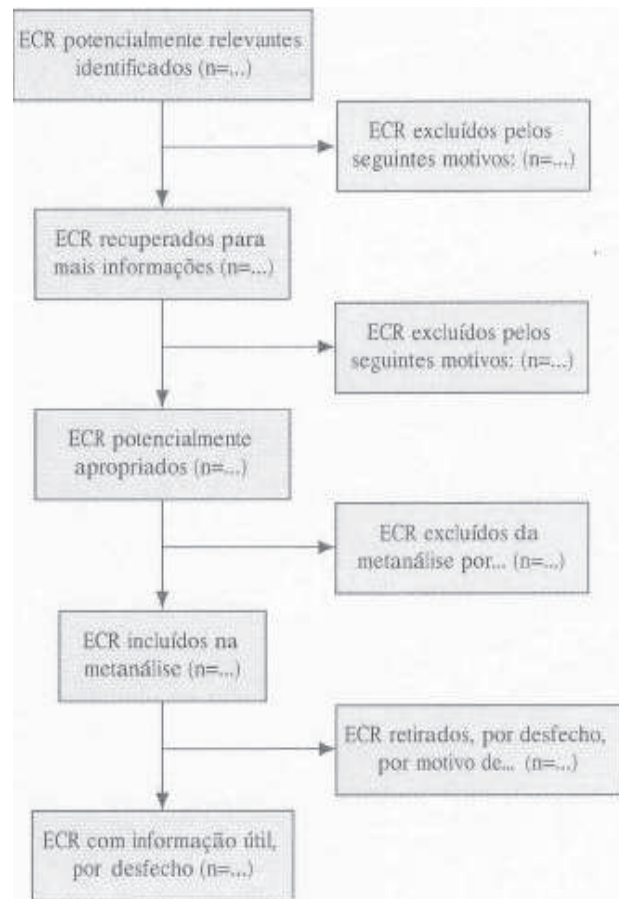 ECR potencialmente relevantes
identificados (n=...)
ECR excluídos pelos
seguintes motivos: (n=...)
ECR recuperados para
mais informações (n=...)
ECR excluídos pelos
seguintes motivos: (n=...)
ECR potencialmente
apropriados (n=...)
ECR excluídos da
metanálise por... (n=...)
ECR incluídos na
metanálise (n=...)
ECR retirados, por desfecho,
por motivo de... (n=...)
ECR com informação útil,
por desfecho (n=...)